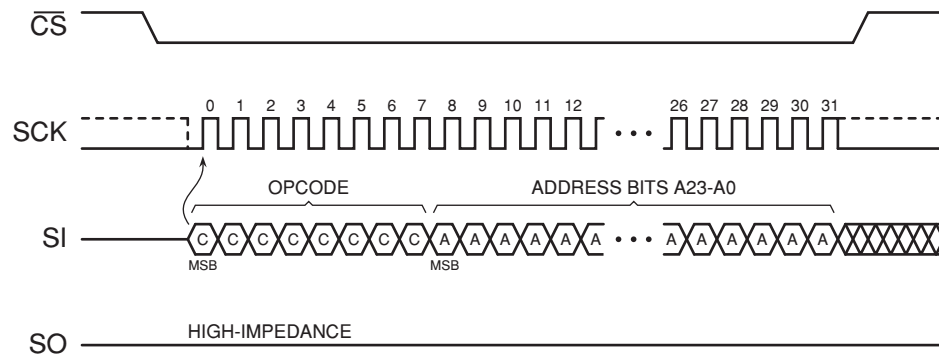 CS
SCK
0 1 2 3 4 5 6 7 8 9 10 11 12 26 27 28 29 30 31
OPCODE ADDRESS BITS A23-A0
SI
C C C C C C C C A A A A A A A A A A A A
MSB MSB
SO
HIGH-IMPEDANCE